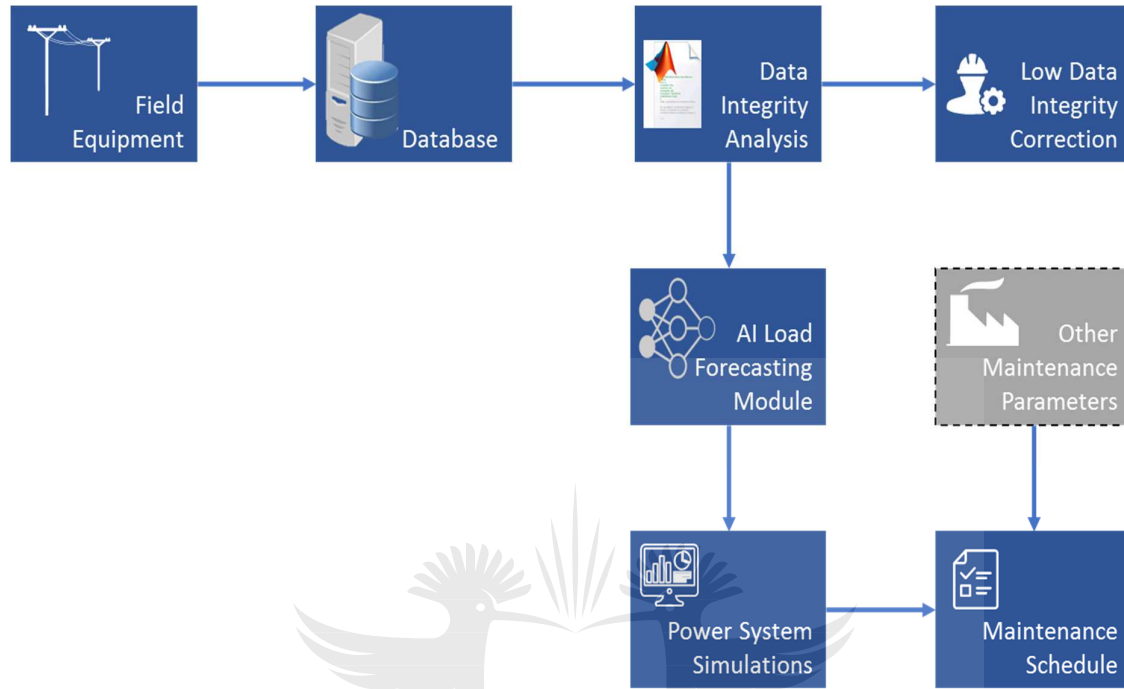 Field
Equipment
Database
Data
Integrity
Analysis
Low Data
Integrity
Correction
AI Load
Forecasting
Module
Other
Maintenance
Parameters
Power System
Simulations
Maintenance
Schedule